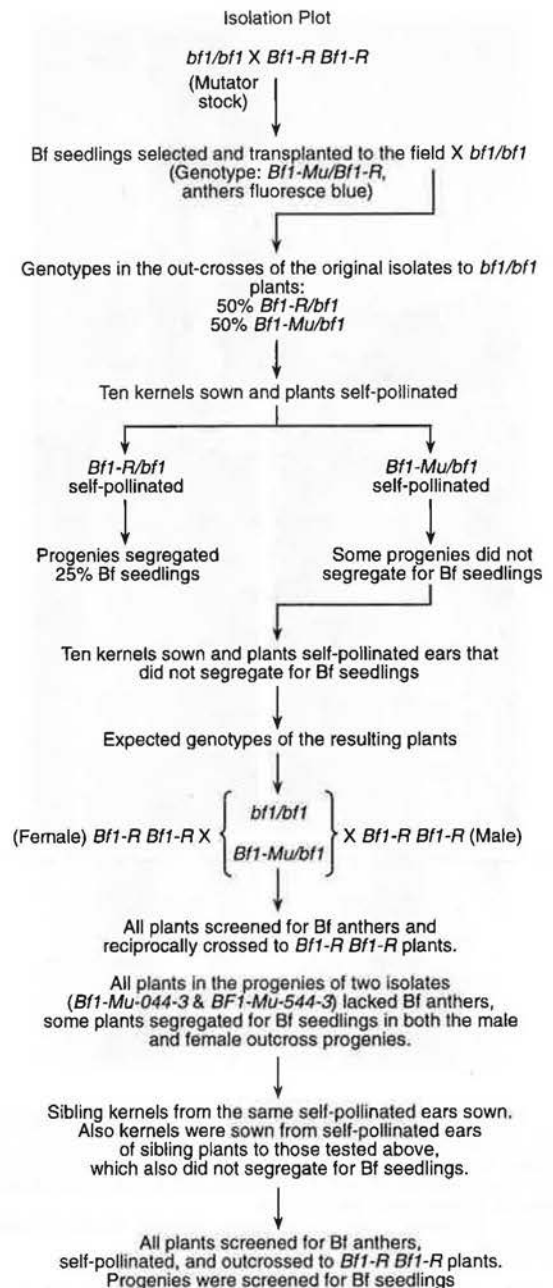 Isolation Plot
bf1/bf1 X Bf1-R Bf1-R
(Mutator
stock)
Bf seedlings selected and transplanted to the field X bf1/bf1
(Genotype: Bf1-Mu/Bf1-R,
anthers fluoresce blue)
Genotypes in the out-crosses of the original isolates to bf1/bf1
plants:
50% Bf1-R/bf1
50% Bf1-Mu/bf1
Ten kernels sown and plants self-pollinated
Bf1-R/bf1
self-pollinated
Bf1-Mu/bf1
self-pollinated
Progenies segregated
25% Bf seedlings
Some progenies did not
segregate for Bf seedlings
Ten kernels sown and plants self-pollinated ears that
did not segregate for Bf seedlings
Expected genotypes of the resulting plants
bf1/bf1
(Female) Bf1-R Bf1-R X { } X Bf1-R Bf1-R (Male)
Bf1-Mu/bf1
All plants screened for Bf anthers and
reciprocally crossed to Bf1-R Bf1-R plants.
All plants in the progenies of two isolates
(Bf1-Mu-044-3 & BF1-Mu-544-3) lacked Bf anthers,
some plants segregated for Bf seedlings in both the male
and female outcross progenies.
Sibling kernels from the same self-pollinated ears sown.
Also kernels were sown from self-pollinated ears
of sibling plants to those tested above,
which also did not segregate for Bf seedlings.
All plants screened for Bf anthers,
self-pollinated, and outcrossed to Bf1-R Bf1-R plants.
Progenies were screened for Bf seedlings